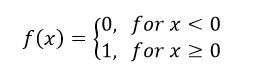 f(x) = {0, for x < 0
1, for x ≥ 0